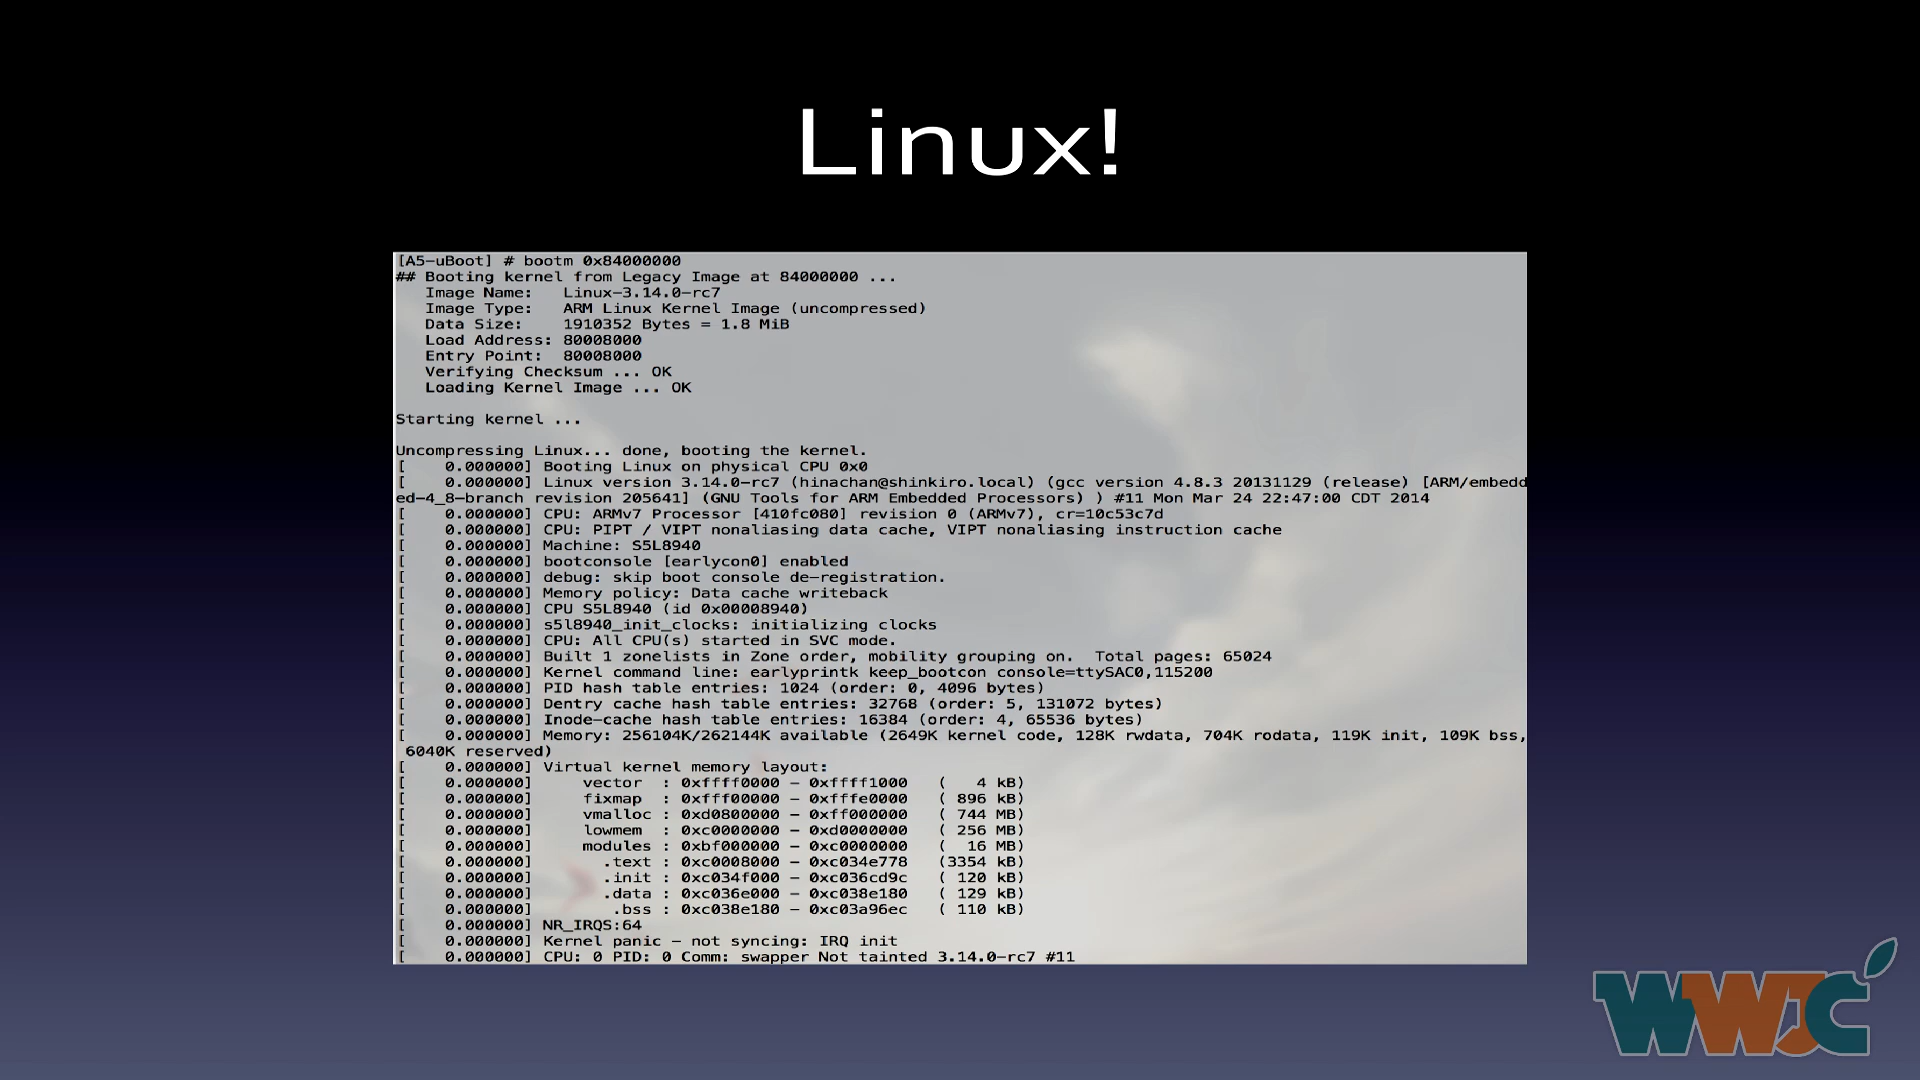 Linux!
[A5-uBoot] # bootm 0x84000000
## Booting kernel from Legacy Image at 84000000 ...
   Image Name:   Linux-3.14.0-rc7
   Image Type:   ARM Linux Kernel Image (uncompressed)
   Data Size:    1910352 Bytes = 1.8 MiB
   Load Address: 80008000
   Entry Point:  80008000
   Verifying Checksum ... OK
   Loading Kernel Image ... OK
Starting kernel ...
Uncompressing Linux... done, booting the kernel.
[    0.000000] Booting Linux on physical CPU 0x0
[    0.000000] Linux version 3.14.0-rc7 (hinachan@shinkiro.local) (gcc version 4.8.3 20131129 (release) [ARM/embedd
ed-4_8-branch revision 205641] (GNU Tools for ARM Embedded Processors) ) #11 Mon Mar 24 22:47:00 CDT 2014
[    0.000000] CPU: ARMv7 Processor [410fc080] revision 0 (ARMv7), cr=10c53c7d
[    0.000000] CPU: PIPT / VIPT nonaliasing data cache, VIPT nonaliasing instruction cache
[    0.000000] Machine: S5L8940
[    0.000000] bootconsole [earlycon0] enabled
[    0.000000] debug: skip boot console de-registration.
[    0.000000] Memory policy: Data cache writeback
[    0.000000] CPU S5L8940 (id 0x00008940)
[    0.000000] s5l8940_init_clocks: initializing clocks
[    0.000000] CPU: All CPU(s) started in SVC mode.
[    0.000000] Built 1 zonelists in Zone order, mobility grouping on.  Total pages: 65024
[    0.000000] Kernel command line: earlyprintk keep_bootcon console=ttySAC0,115200
[    0.000000] PID hash table entries: 1024 (order: 0, 4096 bytes)
[    0.000000] Dentry cache hash table entries: 32768 (order: 5, 131072 bytes)
[    0.000000] Inode-cache hash table entries: 16384 (order: 4, 65536 bytes)
[    0.000000] Memory: 256104K/262144K available (2649K kernel code, 128K rwdata, 704K rodata, 119K init, 109K bss,
 6040K reserved)
[    0.000000] Virtual kernel memory layout:
[    0.000000]     vector  : 0xffff0000 - 0xffff1000   (   4 kB)
[    0.000000]     fixmap  : 0xfff00000 - 0xfffe0000   ( 896 kB)
[    0.000000]     vmalloc : 0xd0800000 - 0xff000000   ( 744 MB)
[    0.000000]     lowmem  : 0xc0000000 - 0xd0000000   ( 256 MB)
[    0.000000]     modules : 0xbf000000 - 0xc0000000   (  16 MB)
[    0.000000]       .text : 0xc0008000 - 0xc034e778   (3354 kB)
[    0.000000]       .init : 0xc034f000 - 0xc036cd9c   ( 120 kB)
[    0.000000]       .data : 0xc036e000 - 0xc038e180   ( 129 kB)
[    0.000000]        .bss : 0xc038e180 - 0xc03a96ec   ( 110 kB)
[    0.000000] NR_IRQS:64
[    0.000000] Kernel panic - not syncing: IRQ init
[    0.000000] CPU: 0 PID: 0 Comm: swapper Not tainted 3.14.0-rc7 #11
WWJC